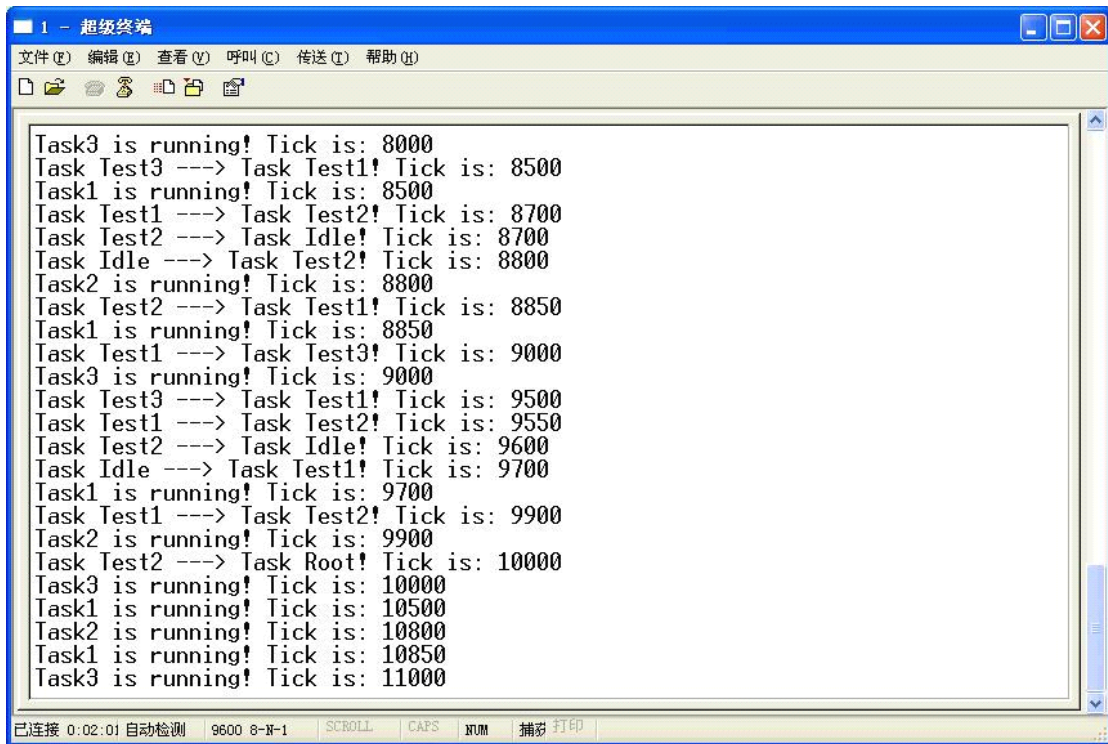 1 - 超级终端
文件(F) 编辑(E) 查看(V) 呼叫(C) 传送(T) 帮助(H)
Task3 is running! Tick is: 8000
Task Test3 ---> Task Test1! Tick is: 8500
Task1 is running! Tick is: 8500
Task Test1 ---> Task Test2! Tick is: 8700
Task Test2 ---> Task Idle! Tick is: 8700
Task Idle ---> Task Test2! Tick is: 8800
Task2 is running! Tick is: 8800
Task Test2 ---> Task Test1! Tick is: 8850
Task1 is running! Tick is: 8850
Task Test1 ---> Task Test3! Tick is: 9000
Task3 is running! Tick is: 9000
Task Test3 ---> Task Test1! Tick is: 9500
Task Test1 ---> Task Test2! Tick is: 9550
Task Test2 ---> Task Idle! Tick is: 9600
Task Idle ---> Task Test1! Tick is: 9700
Task1 is running! Tick is: 9700
Task Test1 ---> Task Test2! Tick is: 9900
Task2 is running! Tick is: 9900
Task Test2 ---> Task Root! Tick is: 10000
Task3 is running! Tick is: 10000
Task1 is running! Tick is: 10500
Task2 is running! Tick is: 10800
Task1 is running! Tick is: 10850
Task3 is running! Tick is: 11000
已连接 0:02:01 自动检测 9600 8-N-1 SCROLL CAPS NUM 捕 打印